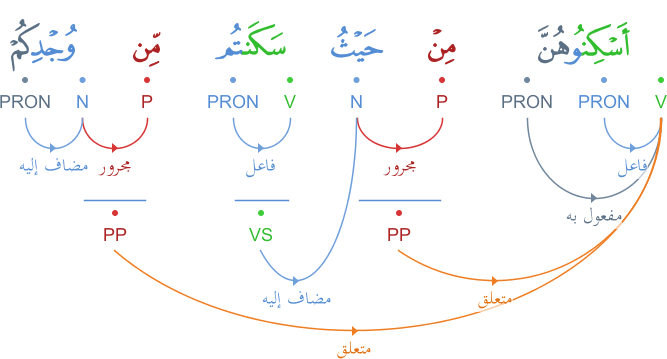 أَسْكِنُوهُنَّ مِنْ حَيْثُ سَكَنتُم مِّن وُجْدِكُمْ
PRON N P PRON V N P PRON PRON V
مضاف إليه مجرور فاعل مجرور فاعل
مفعول به
PP VS PP
مضاف إليه متعلق
متعلق